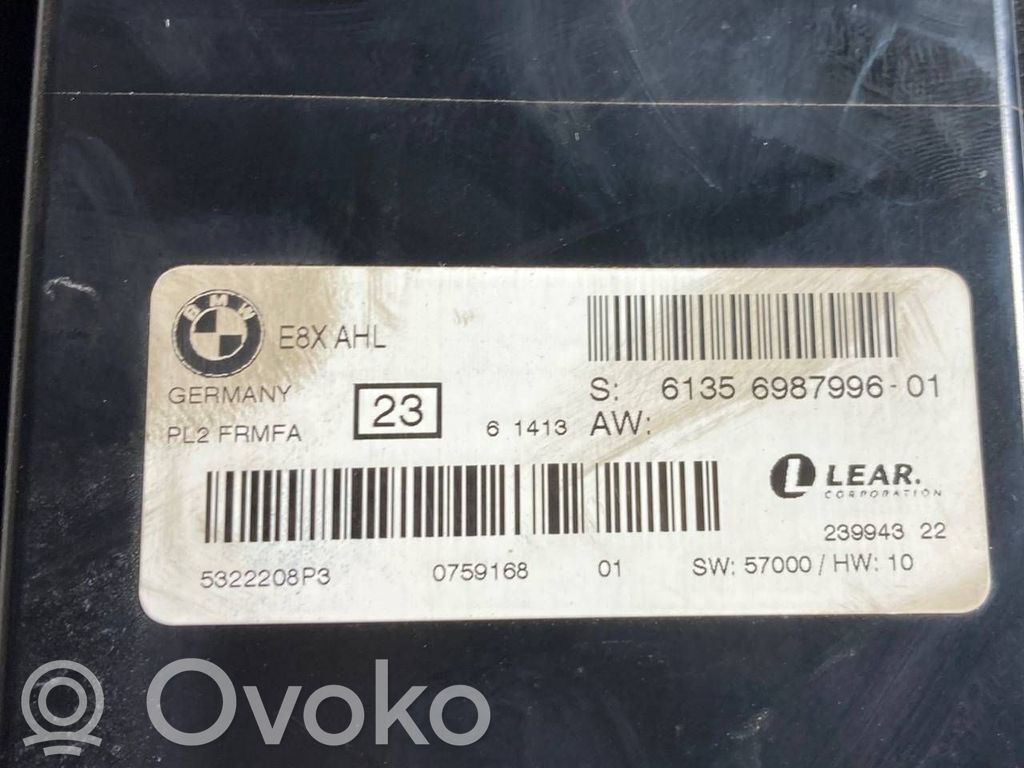 BMW
E8X AHL
GERMANY
PL2 FRMFA
23
6 1413
S: 6135 6987996-01
AW:
LEAR.
CORPORATION
239943 22
5322208P3 0759168 01 SW: 57000 / HW: 10
Ovoko